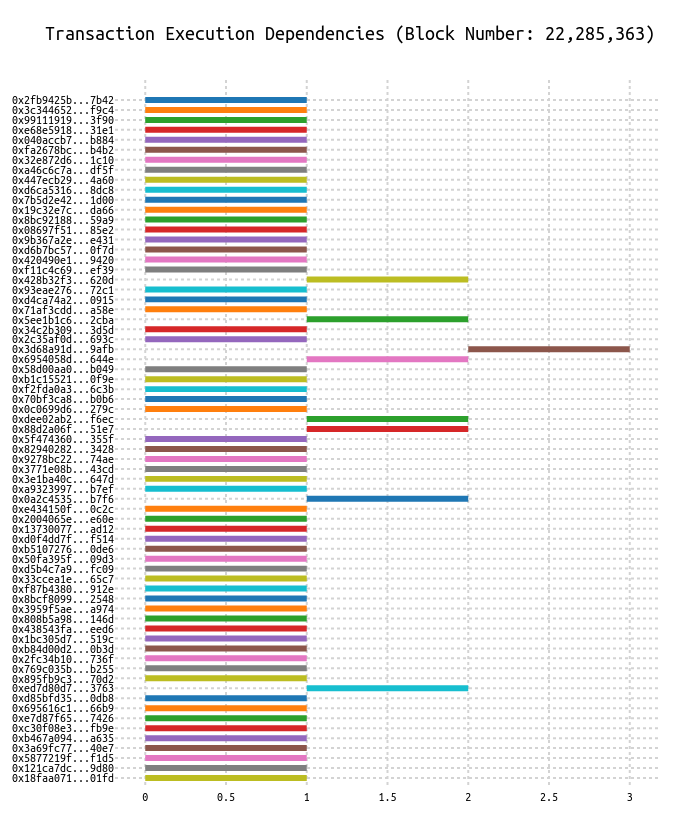 Transaction Execution Dependencies (Block Number: 22,285,363)
0x2fb9425b...7b42
0x3c344652...f9c4
0x99111919...3f90
0xe68e5918...31e1
0x040accb7...b884
0xfa2678bc...b4b2
0x32e872d6...1c10
0xa46c6c7a...df5f
0x447ecb29...4a60
0xd6ca5316...8dc8
0x7b5d2e42...1d00
0x19c32e7c...da66
0x8bc92188...59a9
0x08697f51...85e2
0x9b367a2e...e431
0xd6b7bc57...0f7d
0x420490e1...9420
0xf11c4c69...ef39
0x428b32f3...620d
0x93eae276...72c1
0xd4ca74a2...0915
0x71af3cdd...a58e
0x5ee1b1c6...2cba
0x34c2b309...3d5d
0x2c35af0d...693c
0x3d68a91d...9afb
0x6954058d...644e
0x58d00aa0...b049
0xb1c15521...0f9e
0xf2fda0a3...6c3b
0x70bf3ca8...b0b6
0x0c0699d6...279c
0xdee02ab2...f6ec
0x88d2a06f...51e7
0x5f474360...355f
0x82940282...3428
0x9278bc22...74ae
0x3771e08b...43cd
0x3e1ba40c...647d
0xa9323997...b7ef
0x0a2c4535...b7f6
0xe434150f...0c2c
0x2004065e...e60e
0x13730077...ad12
0xd0f4dd7f...f514
0xb5107276...0de6
0x50fa395f...09d3
0xd5b4c7a9...fc09
0x33ccea1e...65c7
0xf87b4380...912e
0x8bcf8099...2548
0x3959f5ae...a974
0x808b5a98...146d
0x438543fa...eed6
0x1bc305d7...519c
0xb84d00d2...0b3d
0x2fc34b10...736f
0x769c035b...b255
0x895fb9c3...70d2
0xed7d80d7...3763
0xd85bfd35...0db8
0x695616c1...66b9
0xe7d87f65...7426
0xc30f08e3...fb9e
0xb467a094...a635
0x3a69fc77...40e7
0x5877219f...f1d5
0x121ca7dc...9d80
0x18faa071...01fd
0 0.5 1 1.5 2 2.5 3